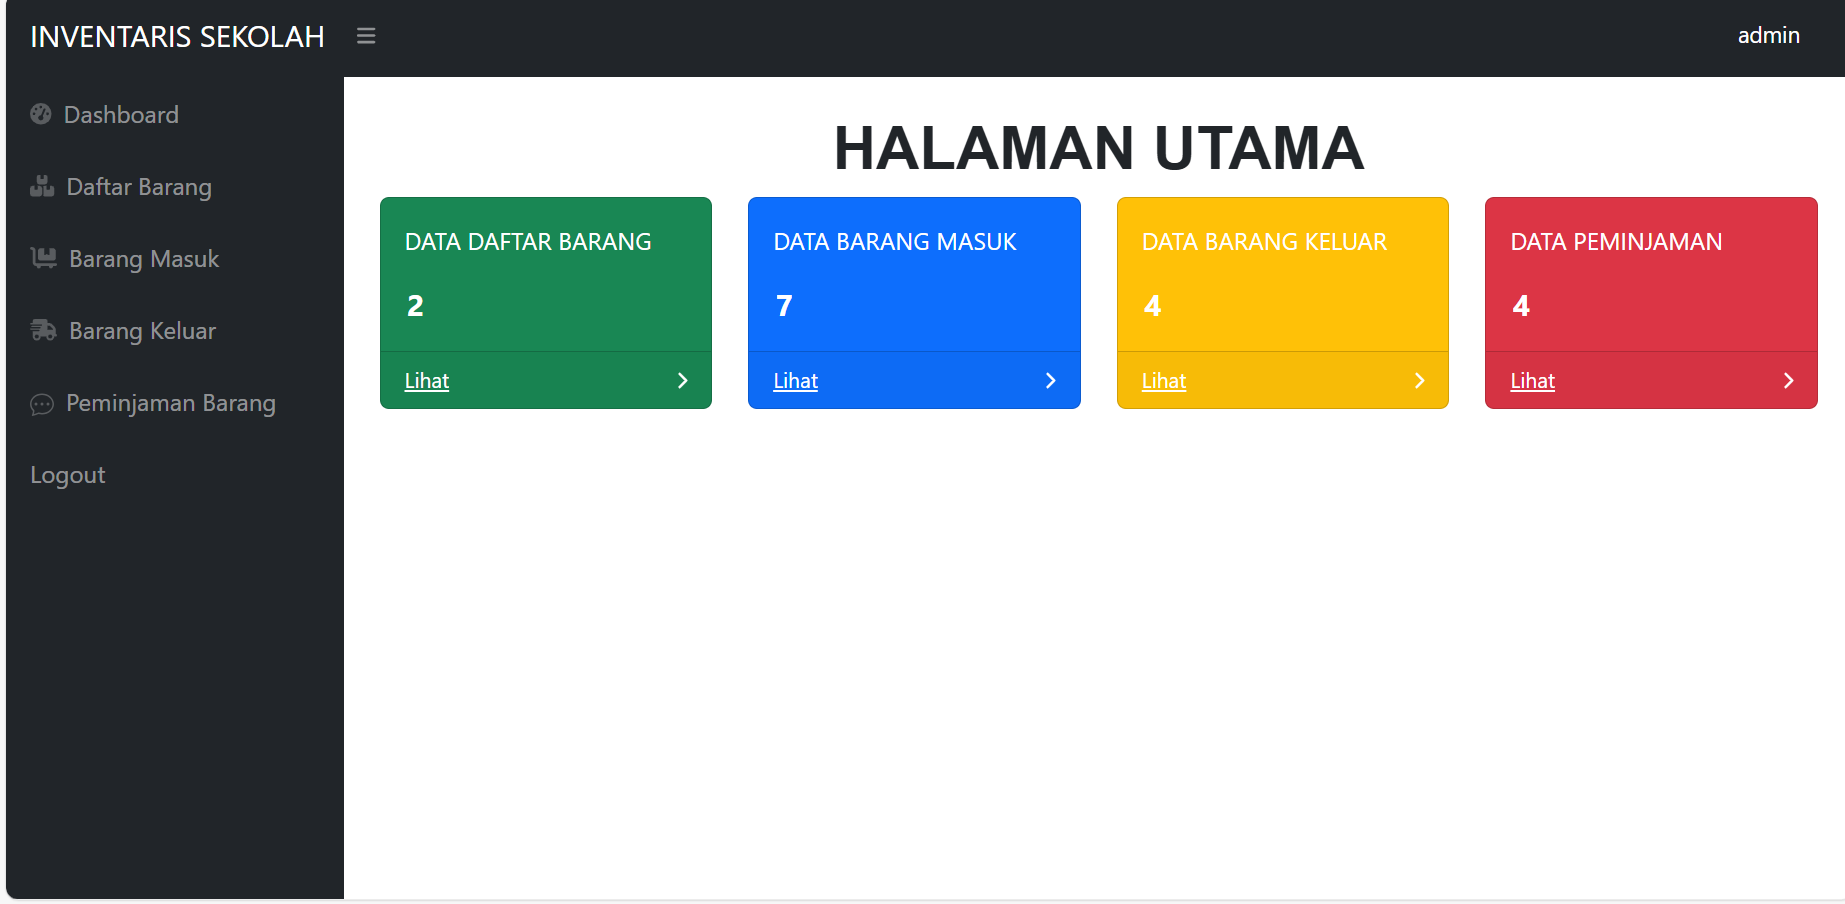 INVENTARIS SEKOLAH
admin
Dashboard
Daftar Barang
Barang Masuk
Barang Keluar
Peminjaman Barang
Logout
HALAMAN UTAMA
DATA DAFTAR BARANG
2
Lihat
DATA BARANG MASUK
7
Lihat
DATA BARANG KELUAR
4
Lihat
DATA PEMINJAMAN
4
Lihat